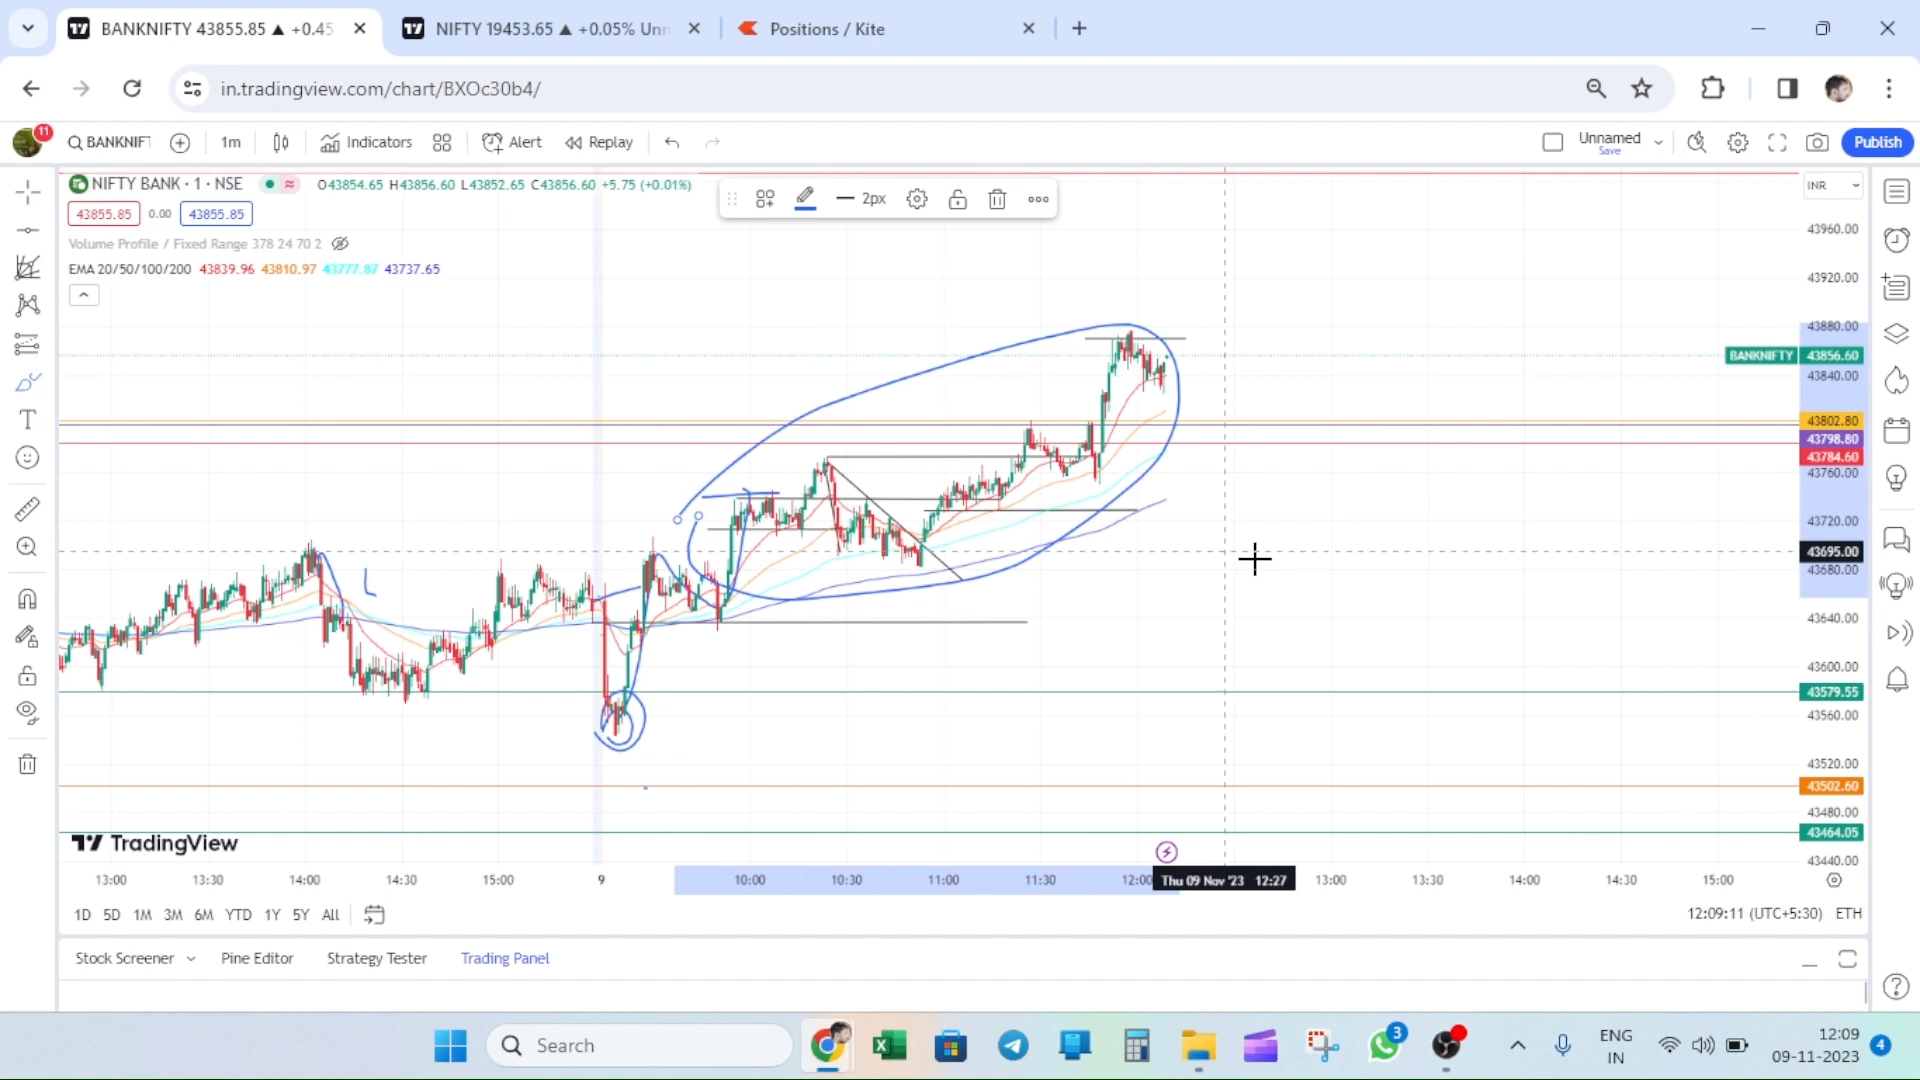 BANKNIFTY 43855.85 ▲ +0.45
NIFTY 19453.65 ▲ +0.05% Unn
Positions / Kite
in.tradingview.com/chart/BXOc30b4/
11
BANKNIFT
1m
Indicators
Alert
Replay
Unnamed
Save
Publish
NIFTY BANK · 1 · NSE
O43854.65 H43856.60 L43852.65 C43856.60 +5.75 (+0.01%)
2px
INR
43855.85
0.00
43855.85
Volume Profile / Fixed Range 378 24 70 2
EMA 20/50/100/200 43839.96 43810.97 43777.87 43737.65
43960.00
43920.00
43880.00
BANKNIFTY 43856.60
43840.00
43802.80
43798.80
43784.60
43760.00
43720.00
43695.00
43680.00
43640.00
43600.00
43579.55
43560.00
43520.00
43502.60
43480.00
43464.05
43440.00
TradingView
13:00
13:30
14:00
14:30
15:00
9
10:00
10:30
11:00
11:30
12:00
Thu 09 Nov '23 12:27
13:00
13:30
14:00
14:30
15:00
1D 5D 1M 3M 6M YTD 1Y 5Y All
12:09:11 (UTC+5:30) ETH
Stock Screener
Pine Editor
Strategy Tester
Trading Panel
Search
3
ENG
IN
12:09
09-11-2023
4